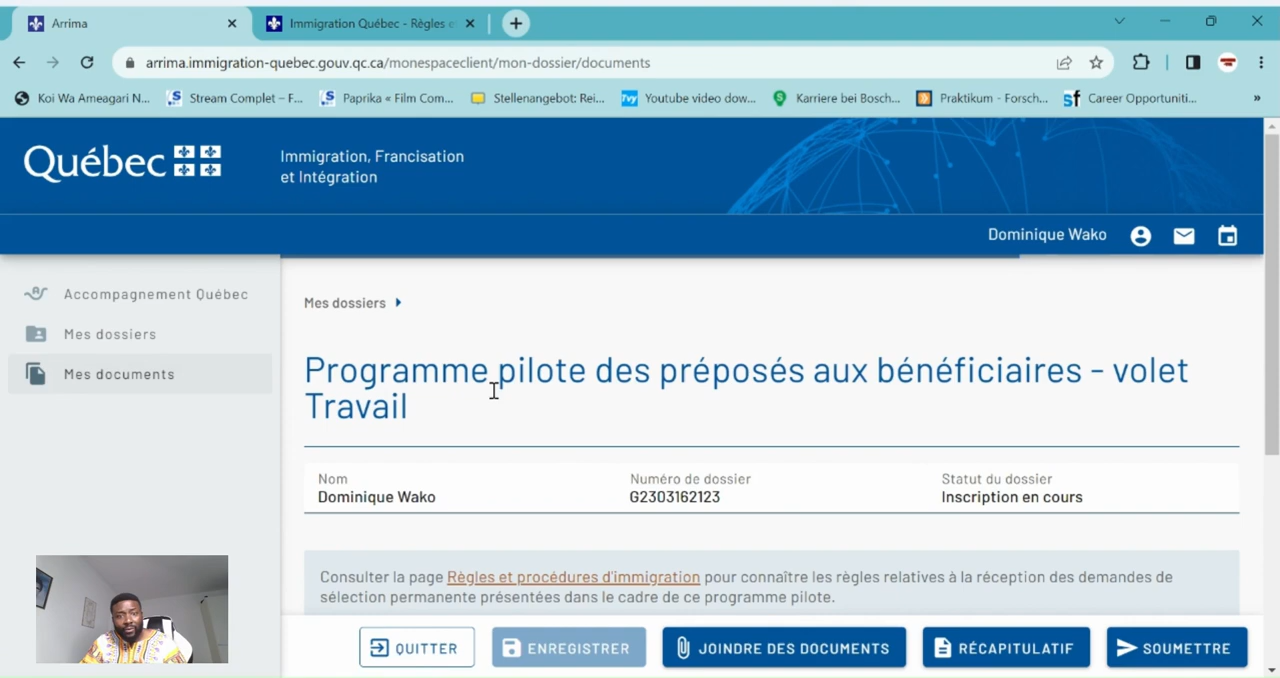 Arrima
Immigration Québec - Règles e
arrima.immigration-quebec.gouv.qc.ca/monespaceclient/mon-dossier/documents
Koi Wa Ameagari N...
Stream Complet – F...
Paprika « Film Com...
Stellenangebot: Rei...
Youtube video dow...
Karriere bei Bosch...
Praktikum - Forsch...
Career Opportuniti...
»
Québec
Immigration, Francisation
et Intégration
Dominique Wako
Accompagnement Québec
Mes dossiers
Mes documents
Mes dossiers
Programme pilote des préposés aux bénéficiaires - volet
Travail
Nom
Dominique Wako
Numéro de dossier
G2303162123
Statut du dossier
Inscription en cours
Consulter la page Règles et procédures d'immigration pour connaître les règles relatives à la réception des demandes de
sélection permanente présentées dans le cadre de ce programme pilote.
QUITTER
ENREGISTRER
JOINDRE DES DOCUMENTS
RÉCAPITULATIF
SOUMETTRE